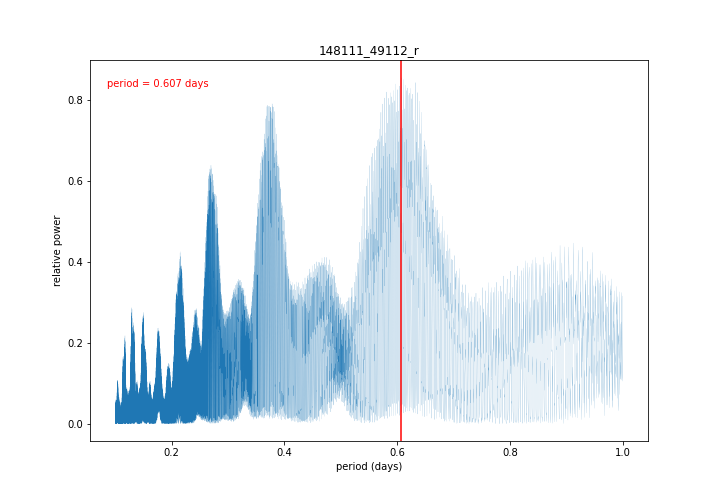 148111_49112_r
period = 0.607 days
relative power
0.8
0.6
0.4
0.2
0.0
0.2 0.4 0.6 0.8 1.0
period (days)